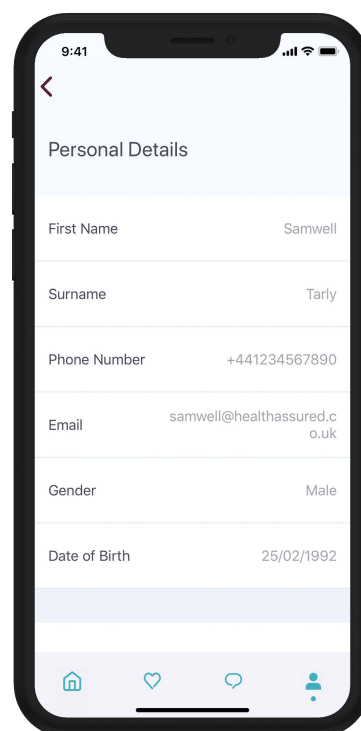 9:41
Personal Details
First Name Samwell
Surname Tarly
Phone Number +441234567890
Email samwell@healthassured.c
o.uk
Gender Male
Date of Birth 25/02/1992